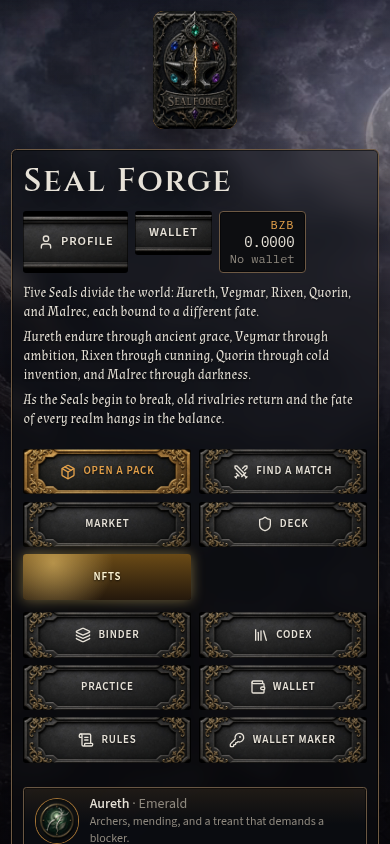 SEALFORGE
SEAL FORGE
PROFILE
WALLET
BZB
0.0000
No wallet
Five Seals divide the world: Aureth, Veymar, Rixen, Quorin,
and Malrec, each bound to a different fate.
Aureth endure through ancient grace, Veymar through
ambition, Rixen through cunning, Quorin through cold
invention, and Malrec through darkness.
As the Seals begin to break, old rivalries return and the fate
of every realm hangs in the balance.
OPEN A PACK
FIND A MATCH
MARKET
DECK
NFTS
BINDER
CODEX
PRACTICE
WALLET
RULES
WALLET MAKER
Aureth · Emerald
Archers, mending, and a treant that demands a
blocker.